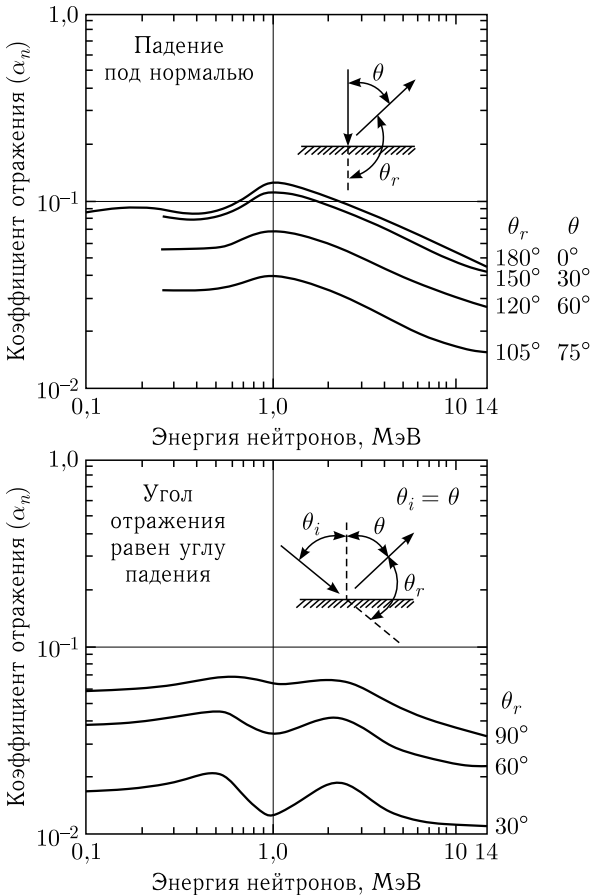 Коэффициент отражения (αₙ)
1,0
10⁻¹
10⁻²
Падение
под нормалью
θ
θᵣ
θᵣ θ
180° 0°
150° 30°
120° 60°
105° 75°
0,1 1,0 10 14
Энергия нейтронов, МэВ
Коэффициент отражения (αₙ)
1,0
10⁻¹
10⁻²
Угол
отражения
равен углу
падения
θᵢ = θ
θᵢ θ
θᵣ
θᵣ
90°
60°
30°
0,1 1,0 10 14
Энергия нейтронов, МэВ